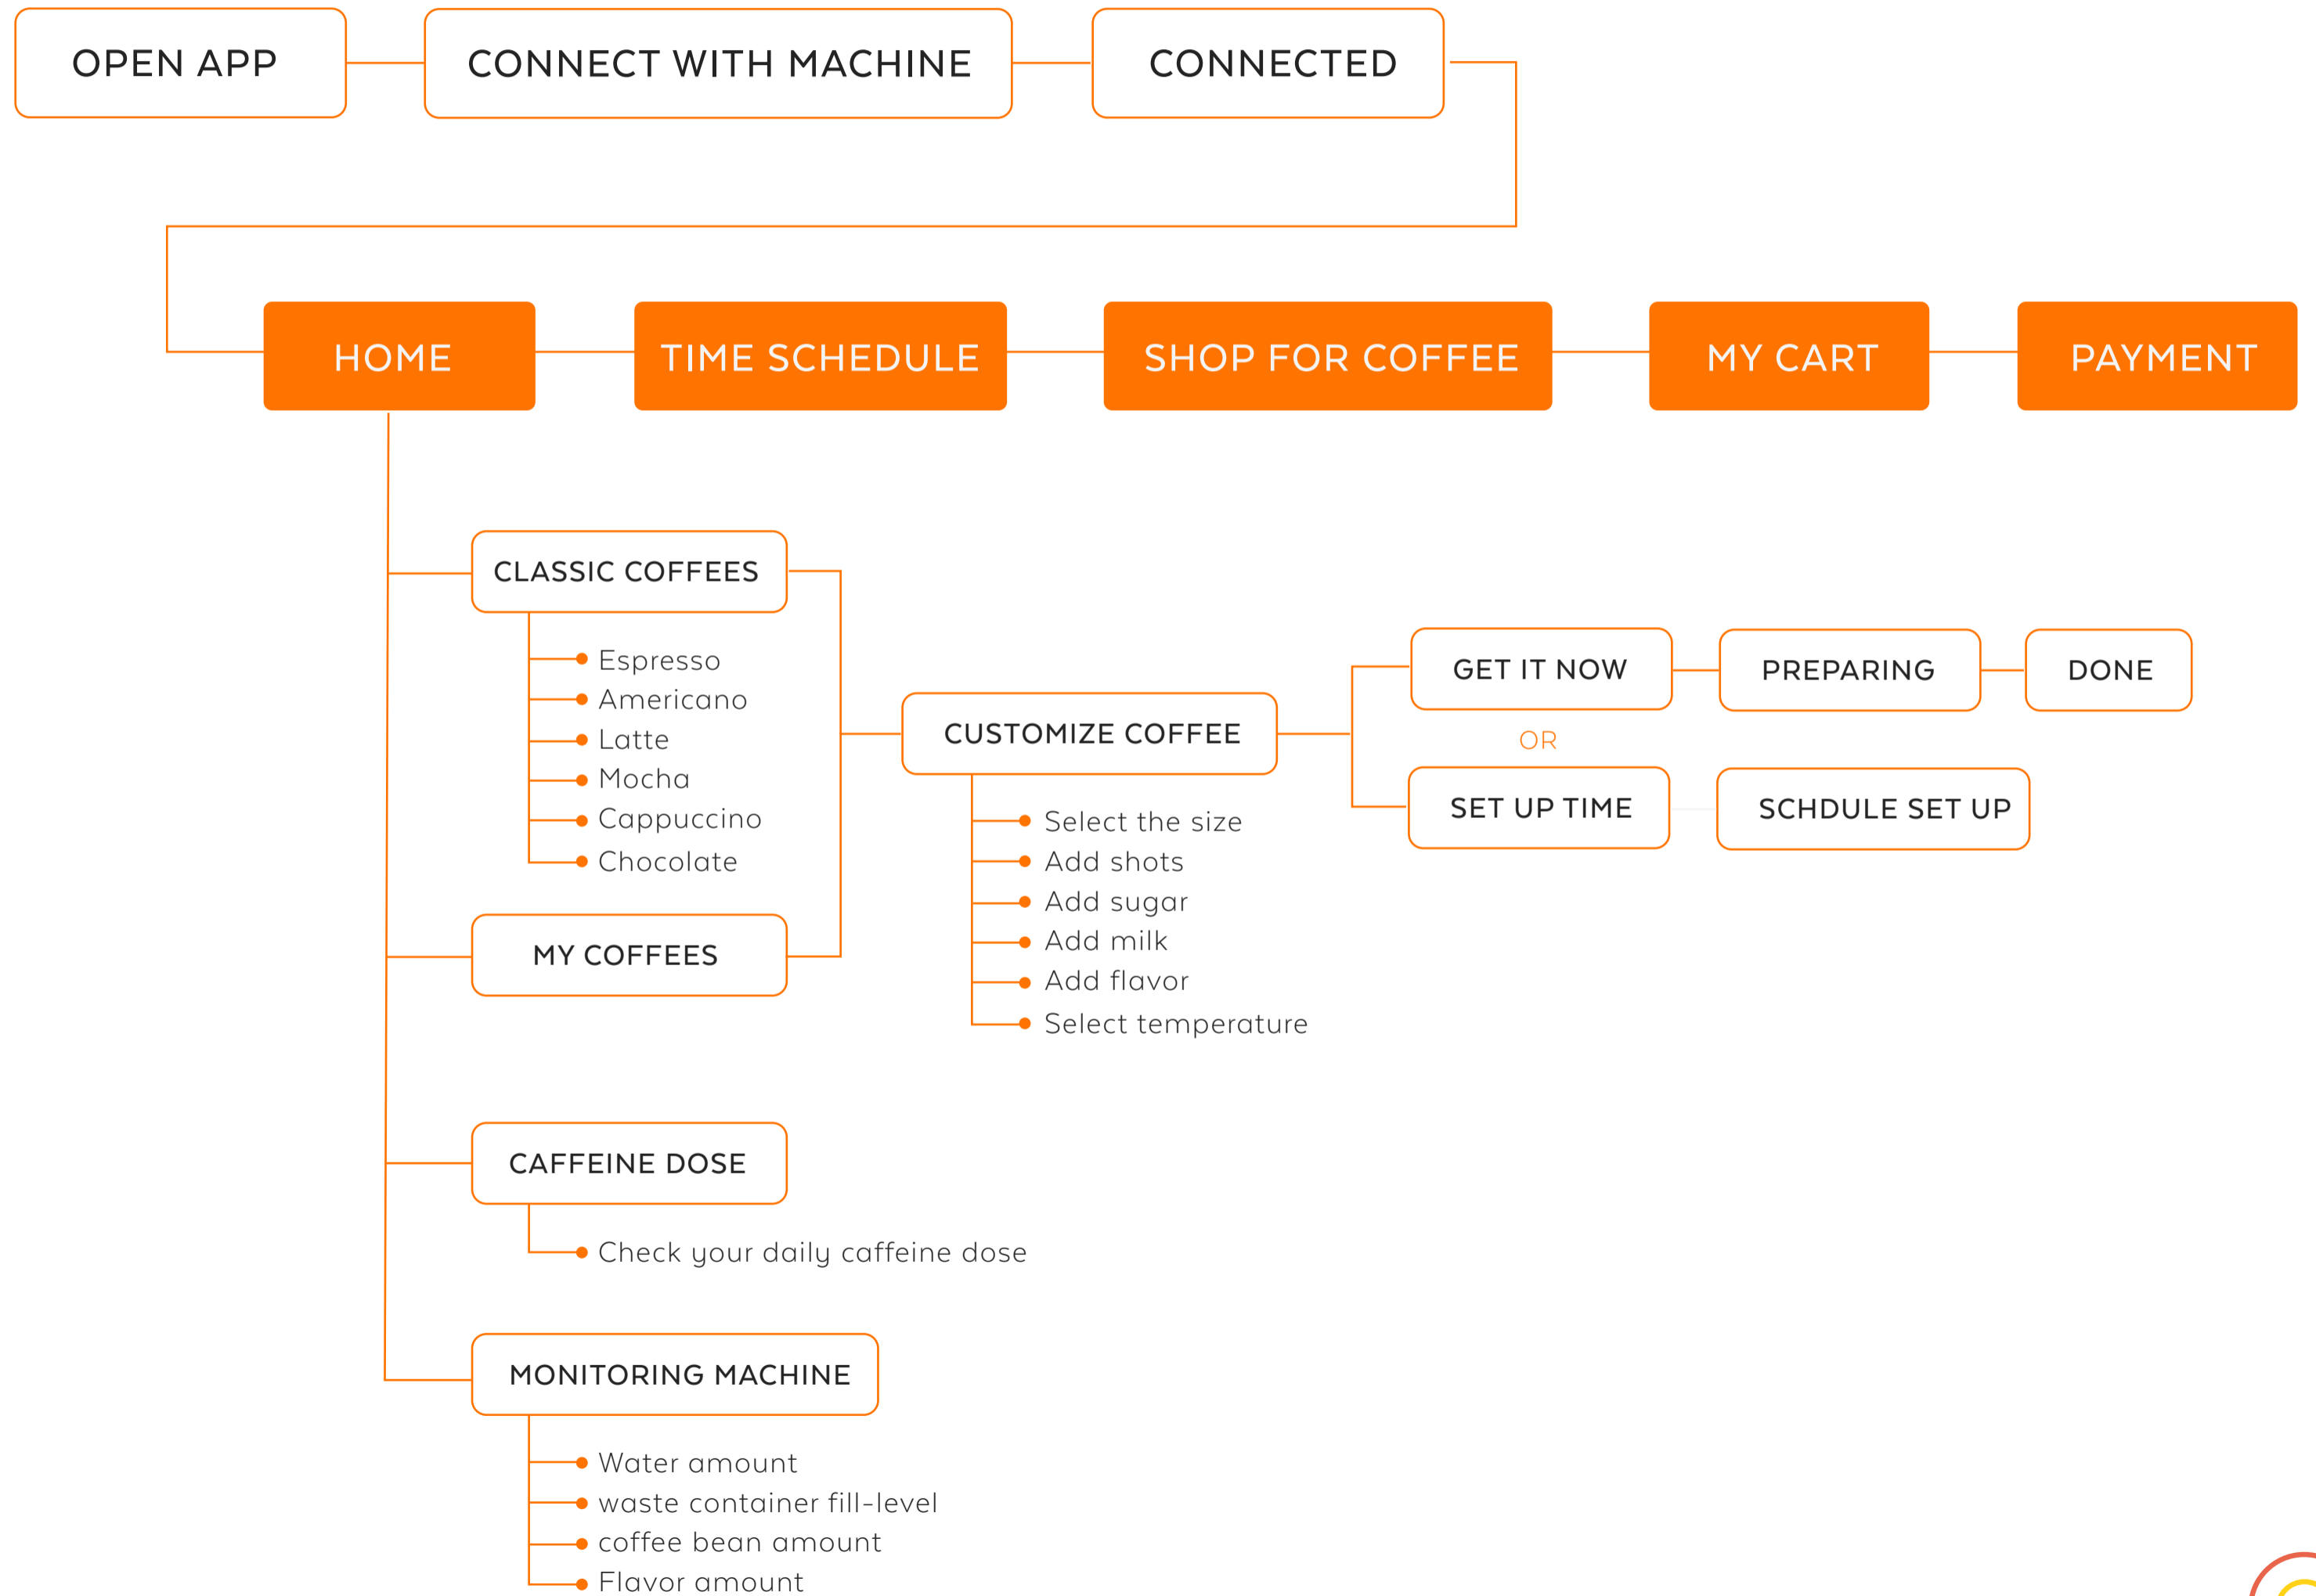 OPEN APP
CONNECT WITH MACHINE
CONNECTED
HOME
TIME SCHEDULE
SHOP FOR COFFEE
MY CART
PAYMENT
CLASSIC COFFEES
Espresso
Americano
Latte
Mocha
Cappuccino
Chocolate
MY COFFEES
CUSTOMIZE COFFEE
Select the size
Add shots
Add sugar
Add milk
Add flavor
Select temperature
GET IT NOW
PREPARING
DONE
OR
SET UP TIME
SCHDULE SET UP
CAFFEINE DOSE
Check your daily caffeine dose
MONITORING MACHINE
Water amount
waste container fill-level
coffee bean amount
Flavor amount